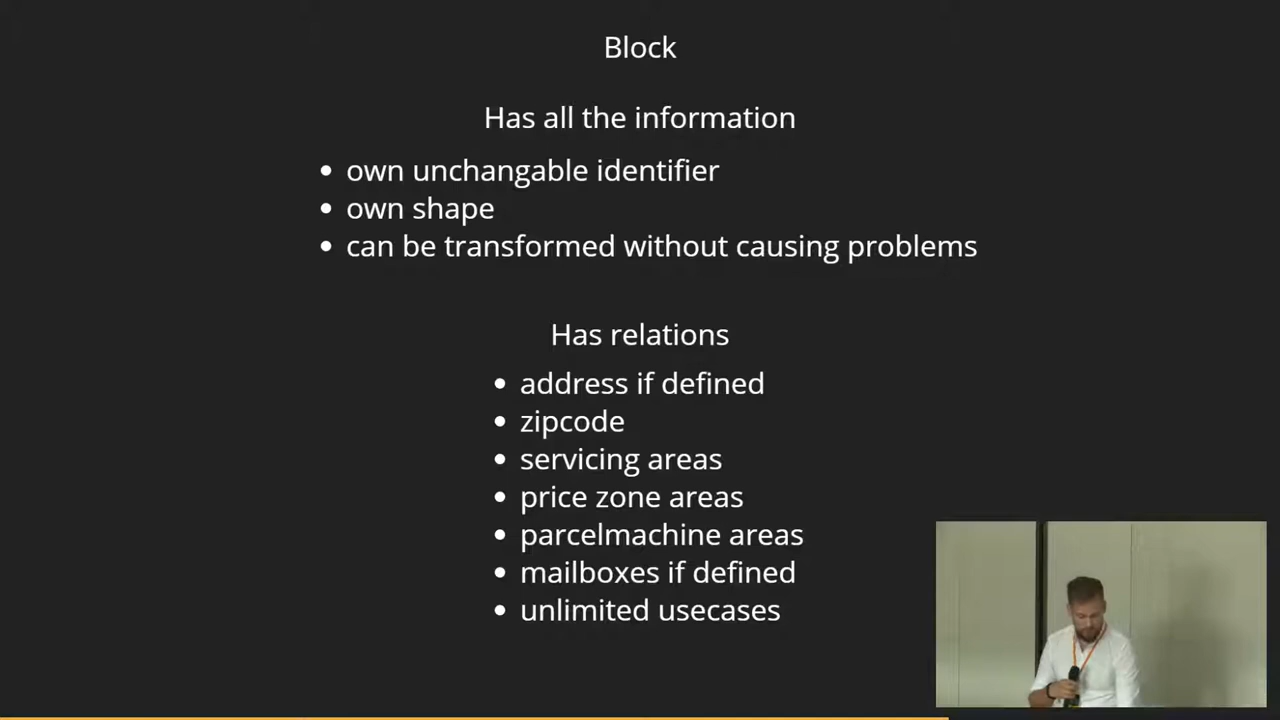 Block
Has all the information
own unchangable identifier
own shape
can be transformed without causing problems
Has relations
address if defined
zipcode
servicing areas
price zone areas
parcelmachine areas
mailboxes if defined
unlimited usecases